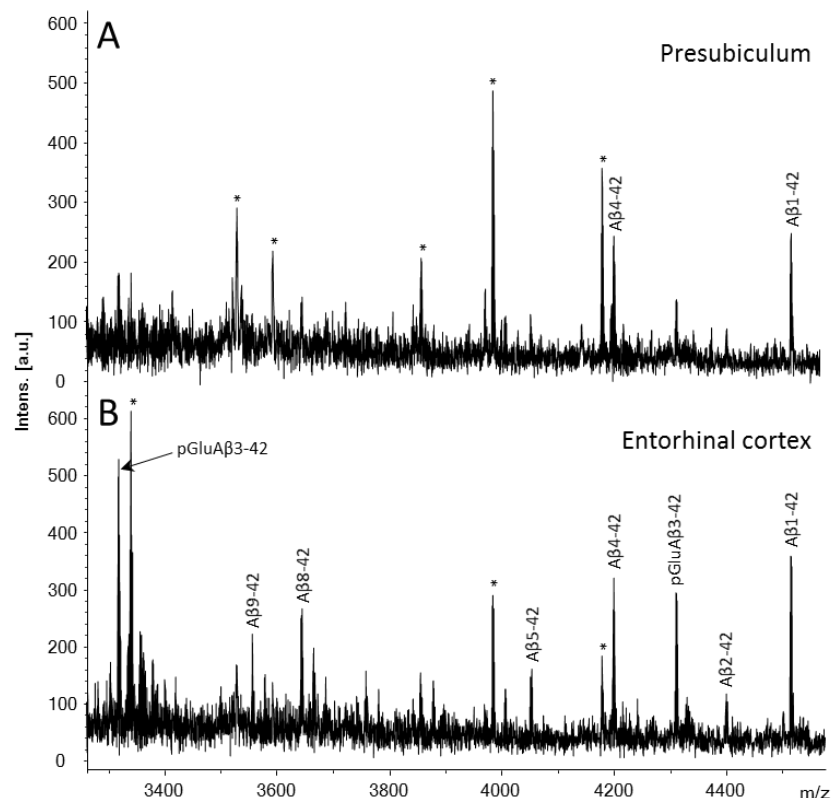 A
Presubiculum
600
500
400
300
200
100
0
*
*
*
*
*
Aβ4-42
Aβ1-42
Intens. [a.u.]
B
Entorhinal cortex
600
500
400
300
200
100
0
*
pGluAβ3-42
Aβ9-42
Aβ8-42
*
Aβ5-42
*
Aβ4-42
pGluAβ3-42
Aβ2-42
Aβ1-42
3400 3600 3800 4000 4200 4400 m/z